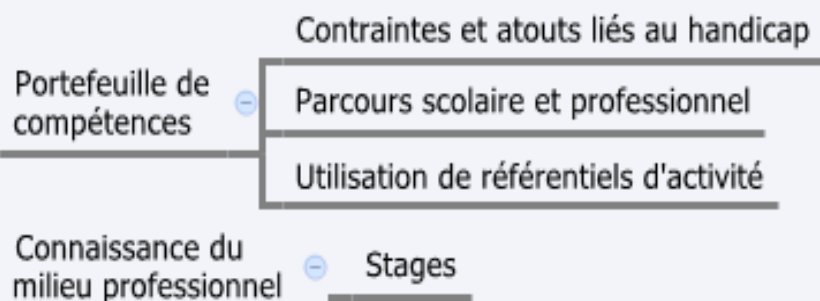 Contraintes et atouts liés au handicap
Portefeuille de
compétences
Parcours scolaire et professionnel
Utilisation de référentiels d'activité
Connaissance du
milieu professionnel
Stages